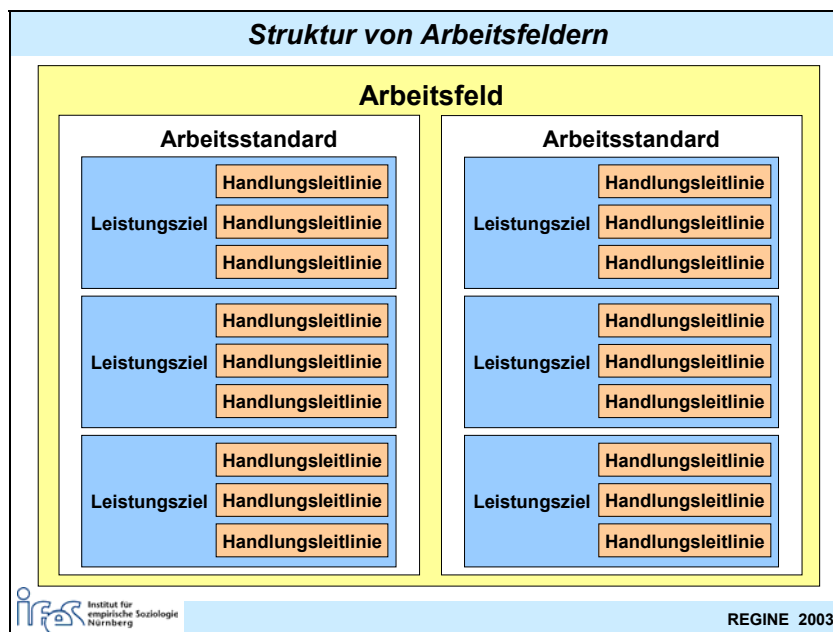 Struktur von Arbeitsfeldern
Arbeitsfeld
Arbeitsstandard
Handlungsleitlinie
Leistungsziel
Handlungsleitlinie
Handlungsleitlinie
Handlungsleitlinie
Leistungsziel
Handlungsleitlinie
Handlungsleitlinie
Handlungsleitlinie
Leistungsziel
Handlungsleitlinie
Handlungsleitlinie
Arbeitsstandard
Handlungsleitlinie
Leistungsziel
Handlungsleitlinie
Handlungsleitlinie
Handlungsleitlinie
Leistungsziel
Handlungsleitlinie
Handlungsleitlinie
Handlungsleitlinie
Leistungsziel
Handlungsleitlinie
Handlungsleitlinie
ifes
Institut für
empirische Soziologie
Nürnberg
REGINE 2003